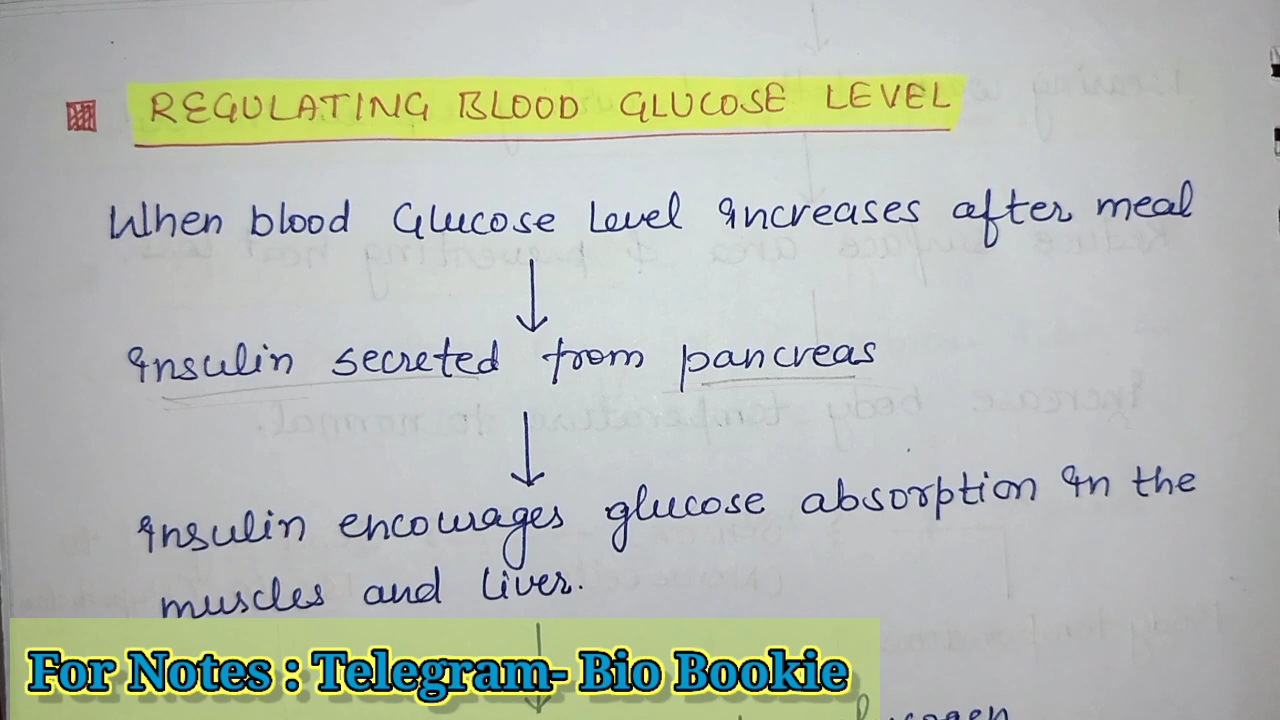 REGULATING BLOOD GLUCOSE LEVEL
When blood Glucose level increases after meal
Insulin secreted from pancreas
Insulin encourages glucose absorption in the
muscles and liver.
For Notes : Telegram- Bio Bookie